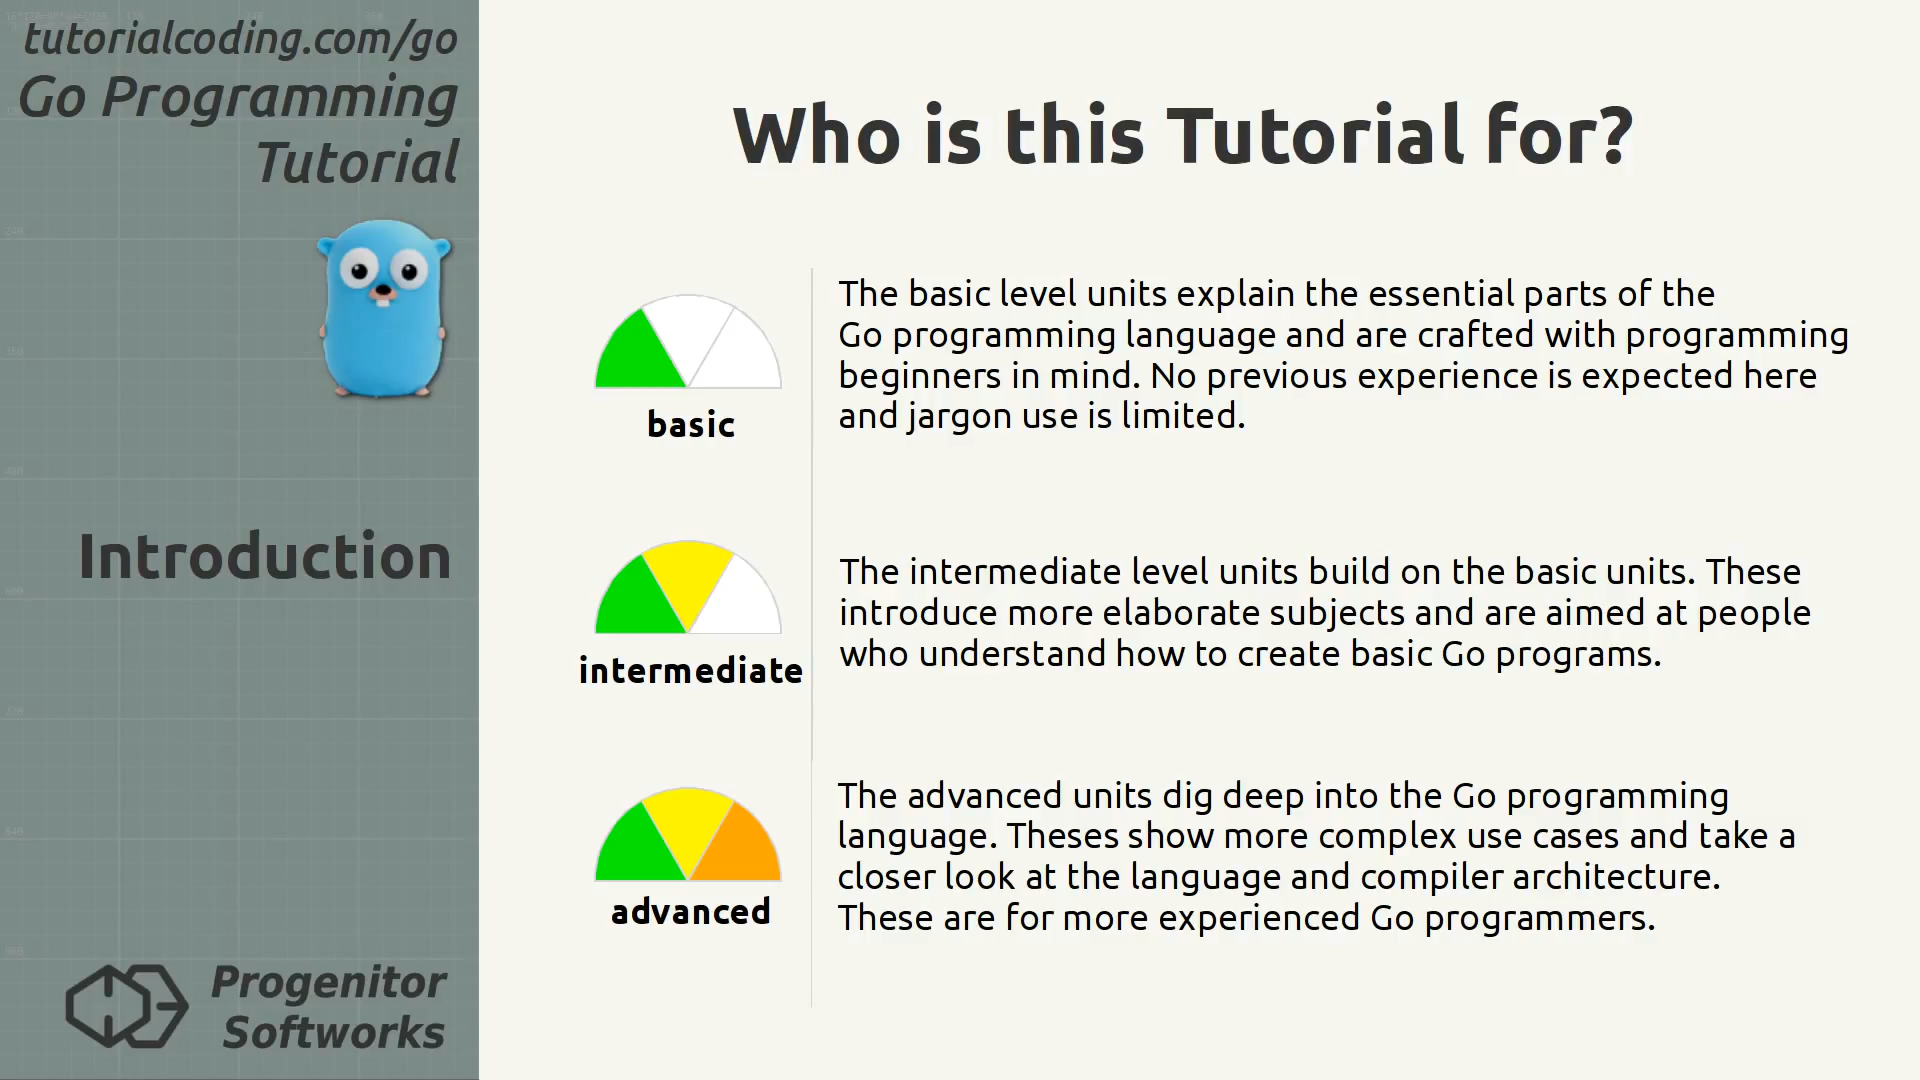 tutorialcoding.com/go
Go Programming
Tutorial
Introduction
Progenitor
Softworks
Who is this Tutorial for?
basic
The basic level units explain the essential parts of the
Go programming language and are crafted with programming
beginners in mind. No previous experience is expected here
and jargon use is limited.
intermediate
The intermediate level units build on the basic units. These
introduce more elaborate subjects and are aimed at people
who understand how to create basic Go programs.
advanced
The advanced units dig deep into the Go programming
language. Theses show more complex use cases and take a
closer look at the language and compiler architecture.
These are for more experienced Go programmers.